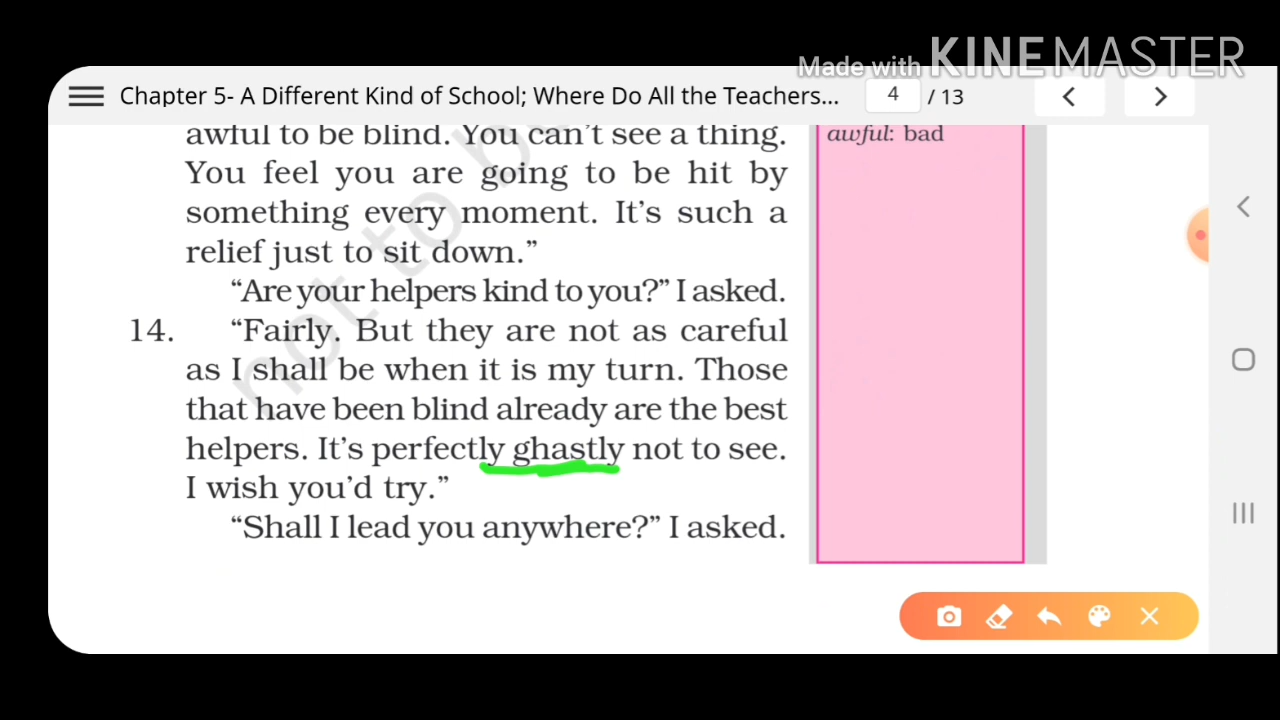 Made with KINEMASTER
Chapter 5- A Different Kind of School; Where Do All the Teachers... 4 / 13
awful to be blind. You can't see a thing.
You feel you are going to be hit by
something every moment. It's such a
relief just to sit down.”
“Are your helpers kind to you?” I asked.
14. “Fairly. But they are not as careful
as I shall be when it is my turn. Those
that have been blind already are the best
helpers. It's perfectly ghastly not to see.
I wish you'd try.”
“Shall I lead you anywhere?” I asked.
awful: bad
not to b